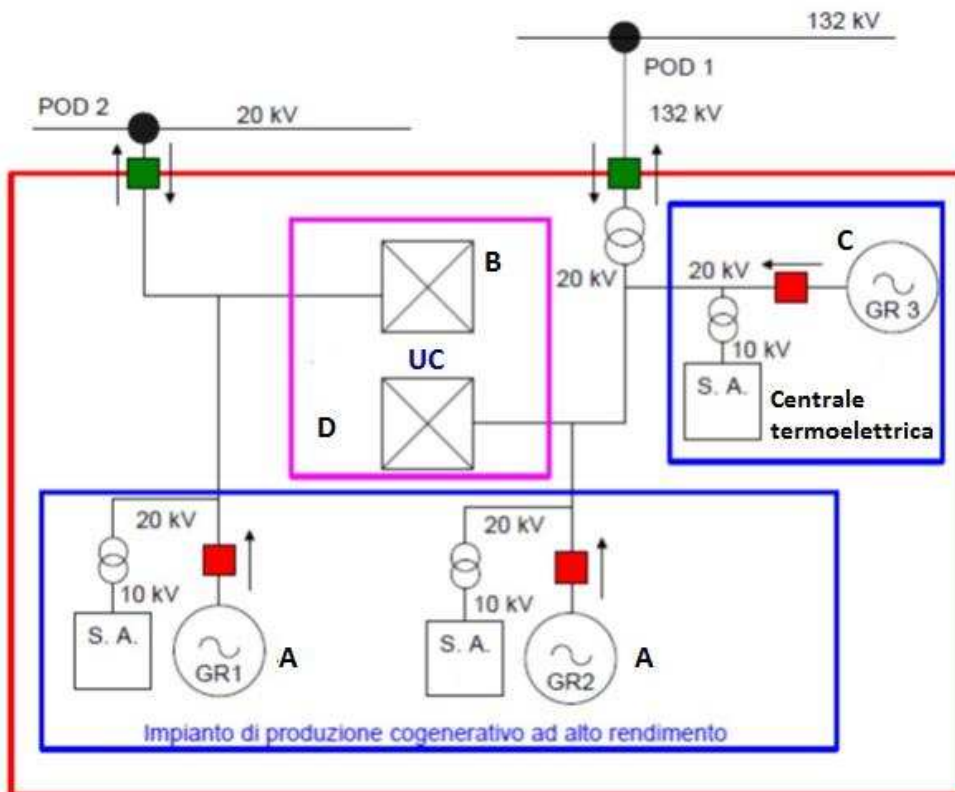 132 kV
POD 1
POD 2
20 kV
132 kV
B
C
20 kV
20 kV
GR 3
UC
10 kV
D
S. A.
Centrale
termoelettrica
20 kV
20 kV
10 kV
10 kV
S. A.
GR1
A
S. A.
GR2
A
Impianto di produzione cogenerativo ad alto rendimento